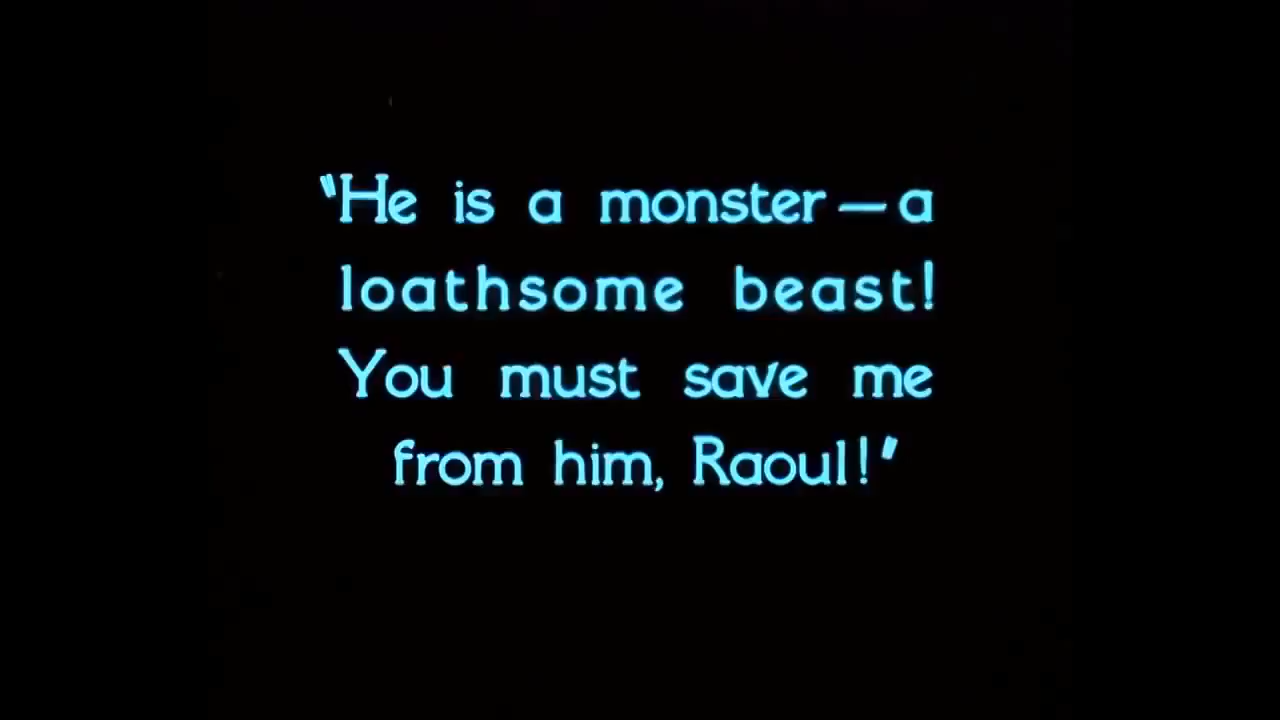 "He is a monster—a
loathsome beast!
You must save me
from him, Raoul!"